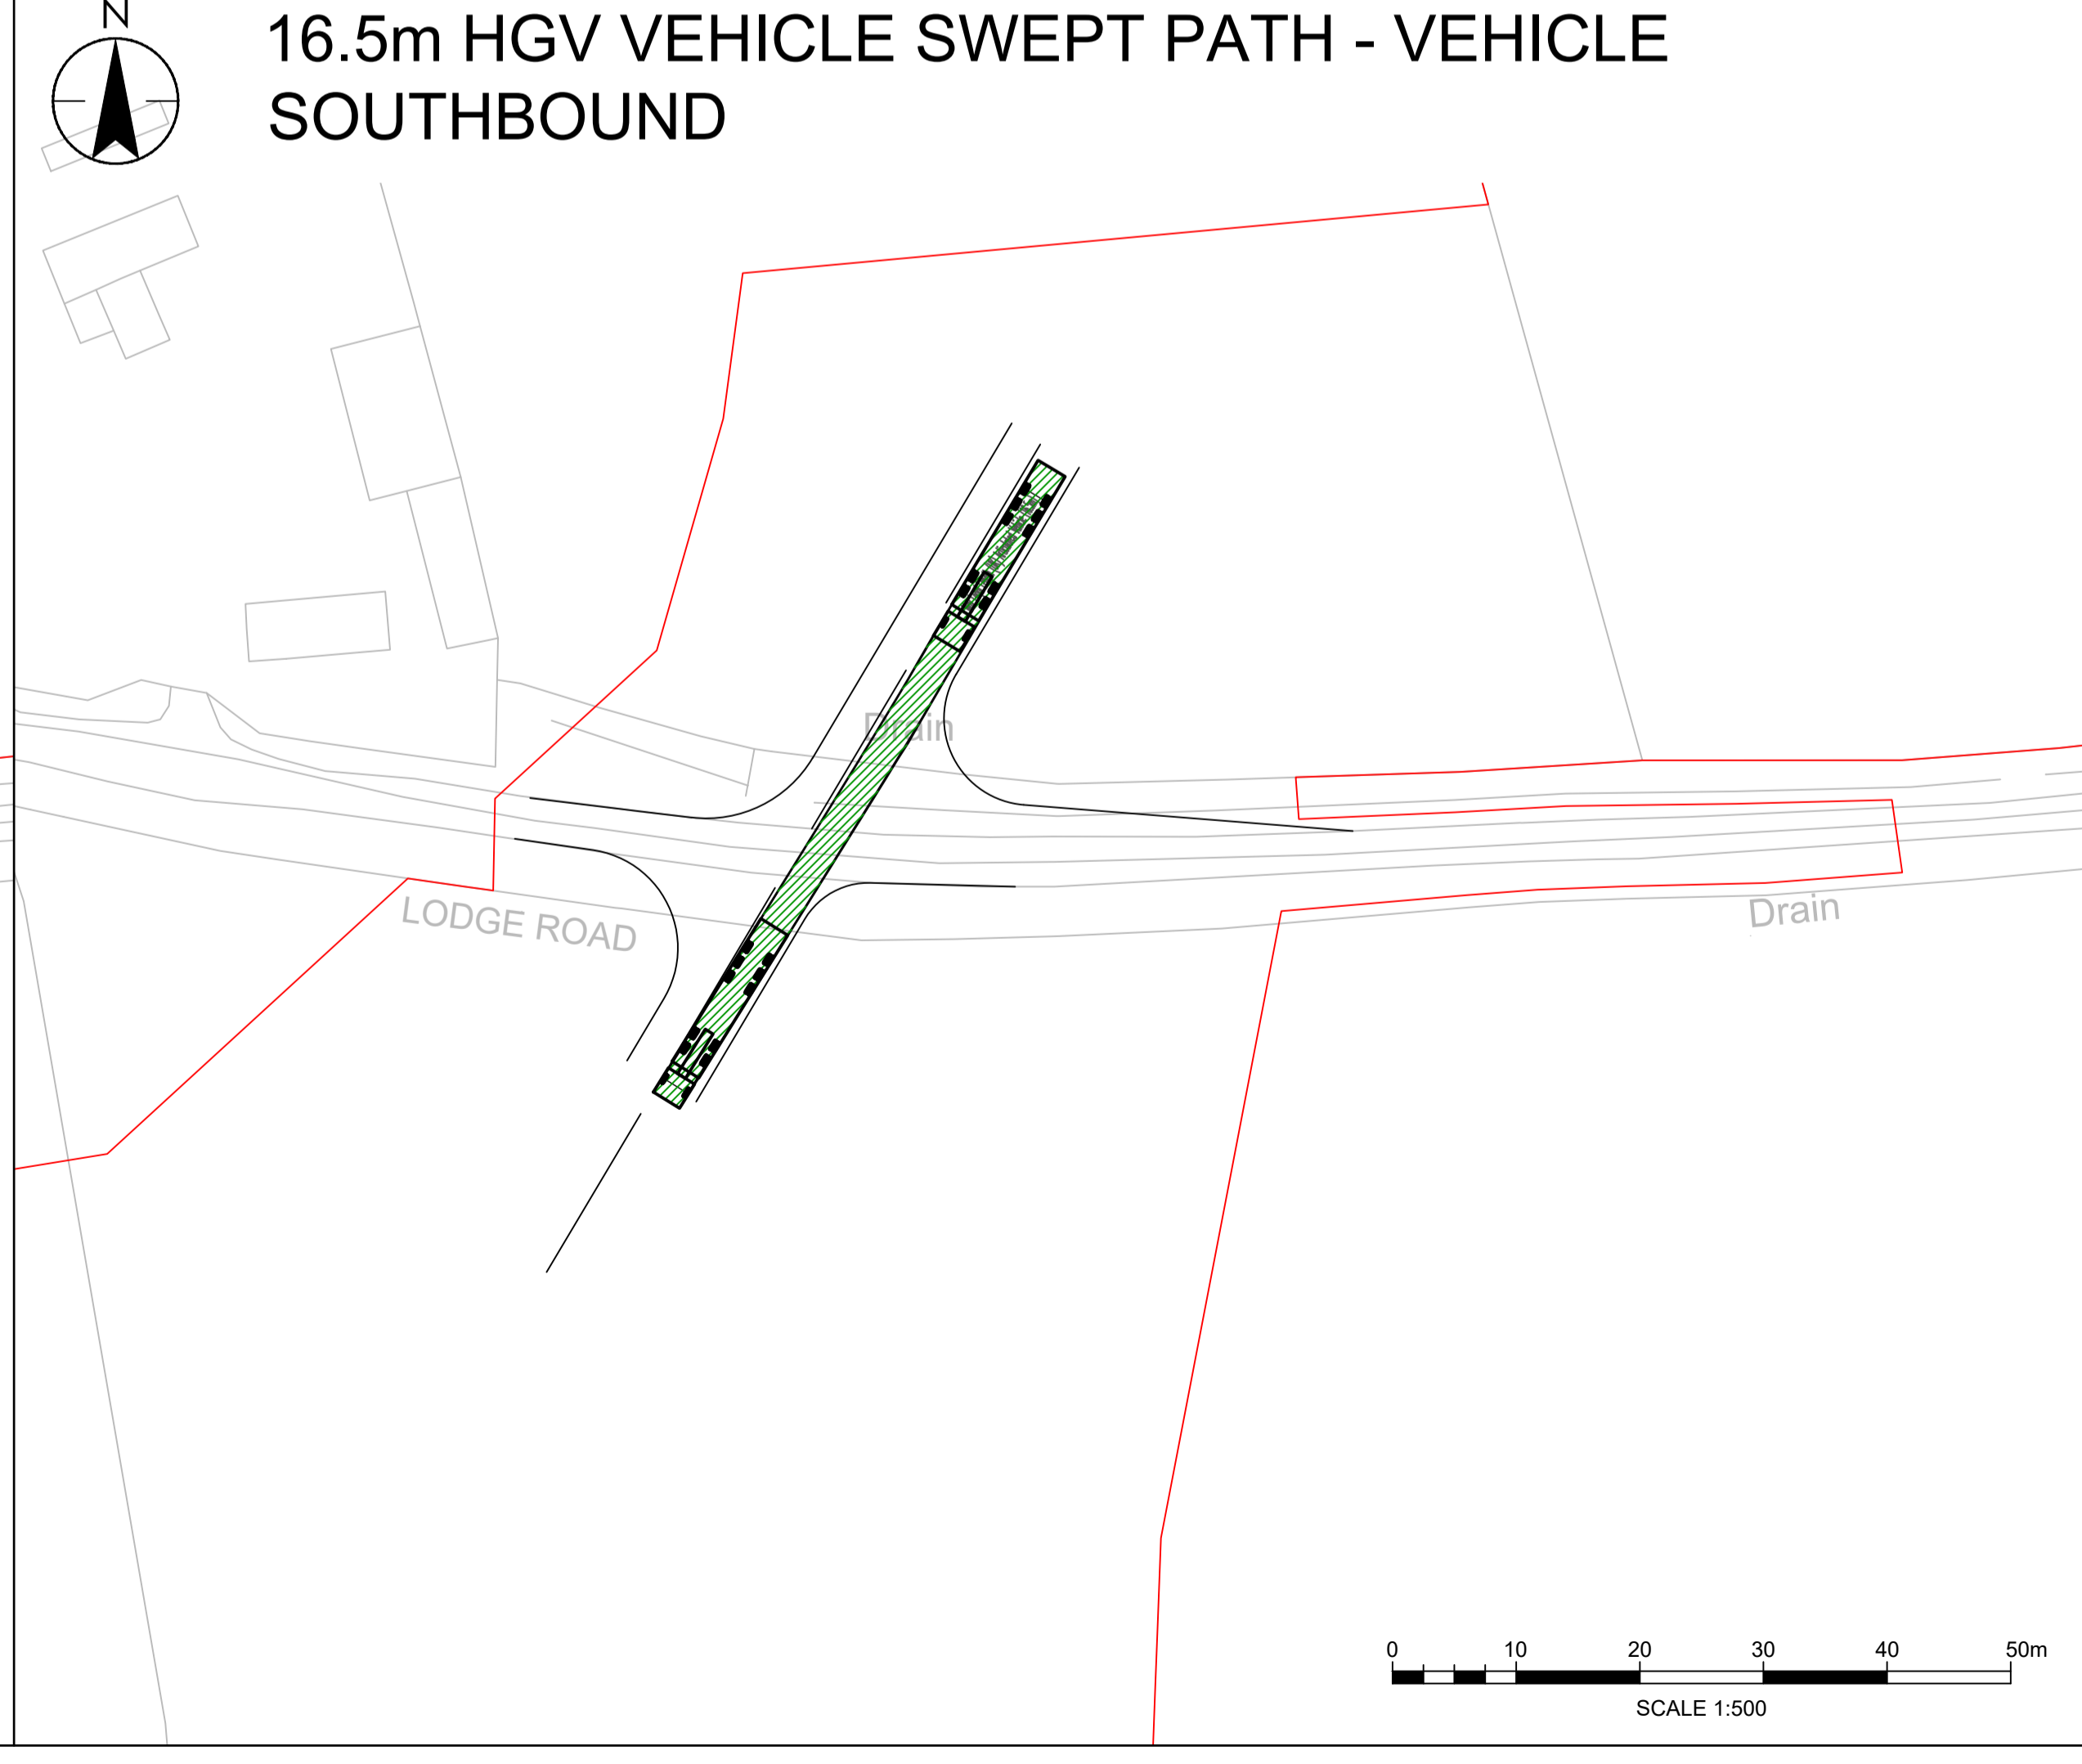 N
16.5m HGV VEHICLE SWEPT PATH - VEHICLE
SOUTHBOUND
Drain
LODGE ROAD
Drain
0 10 20 30 40 50m
SCALE 1:500